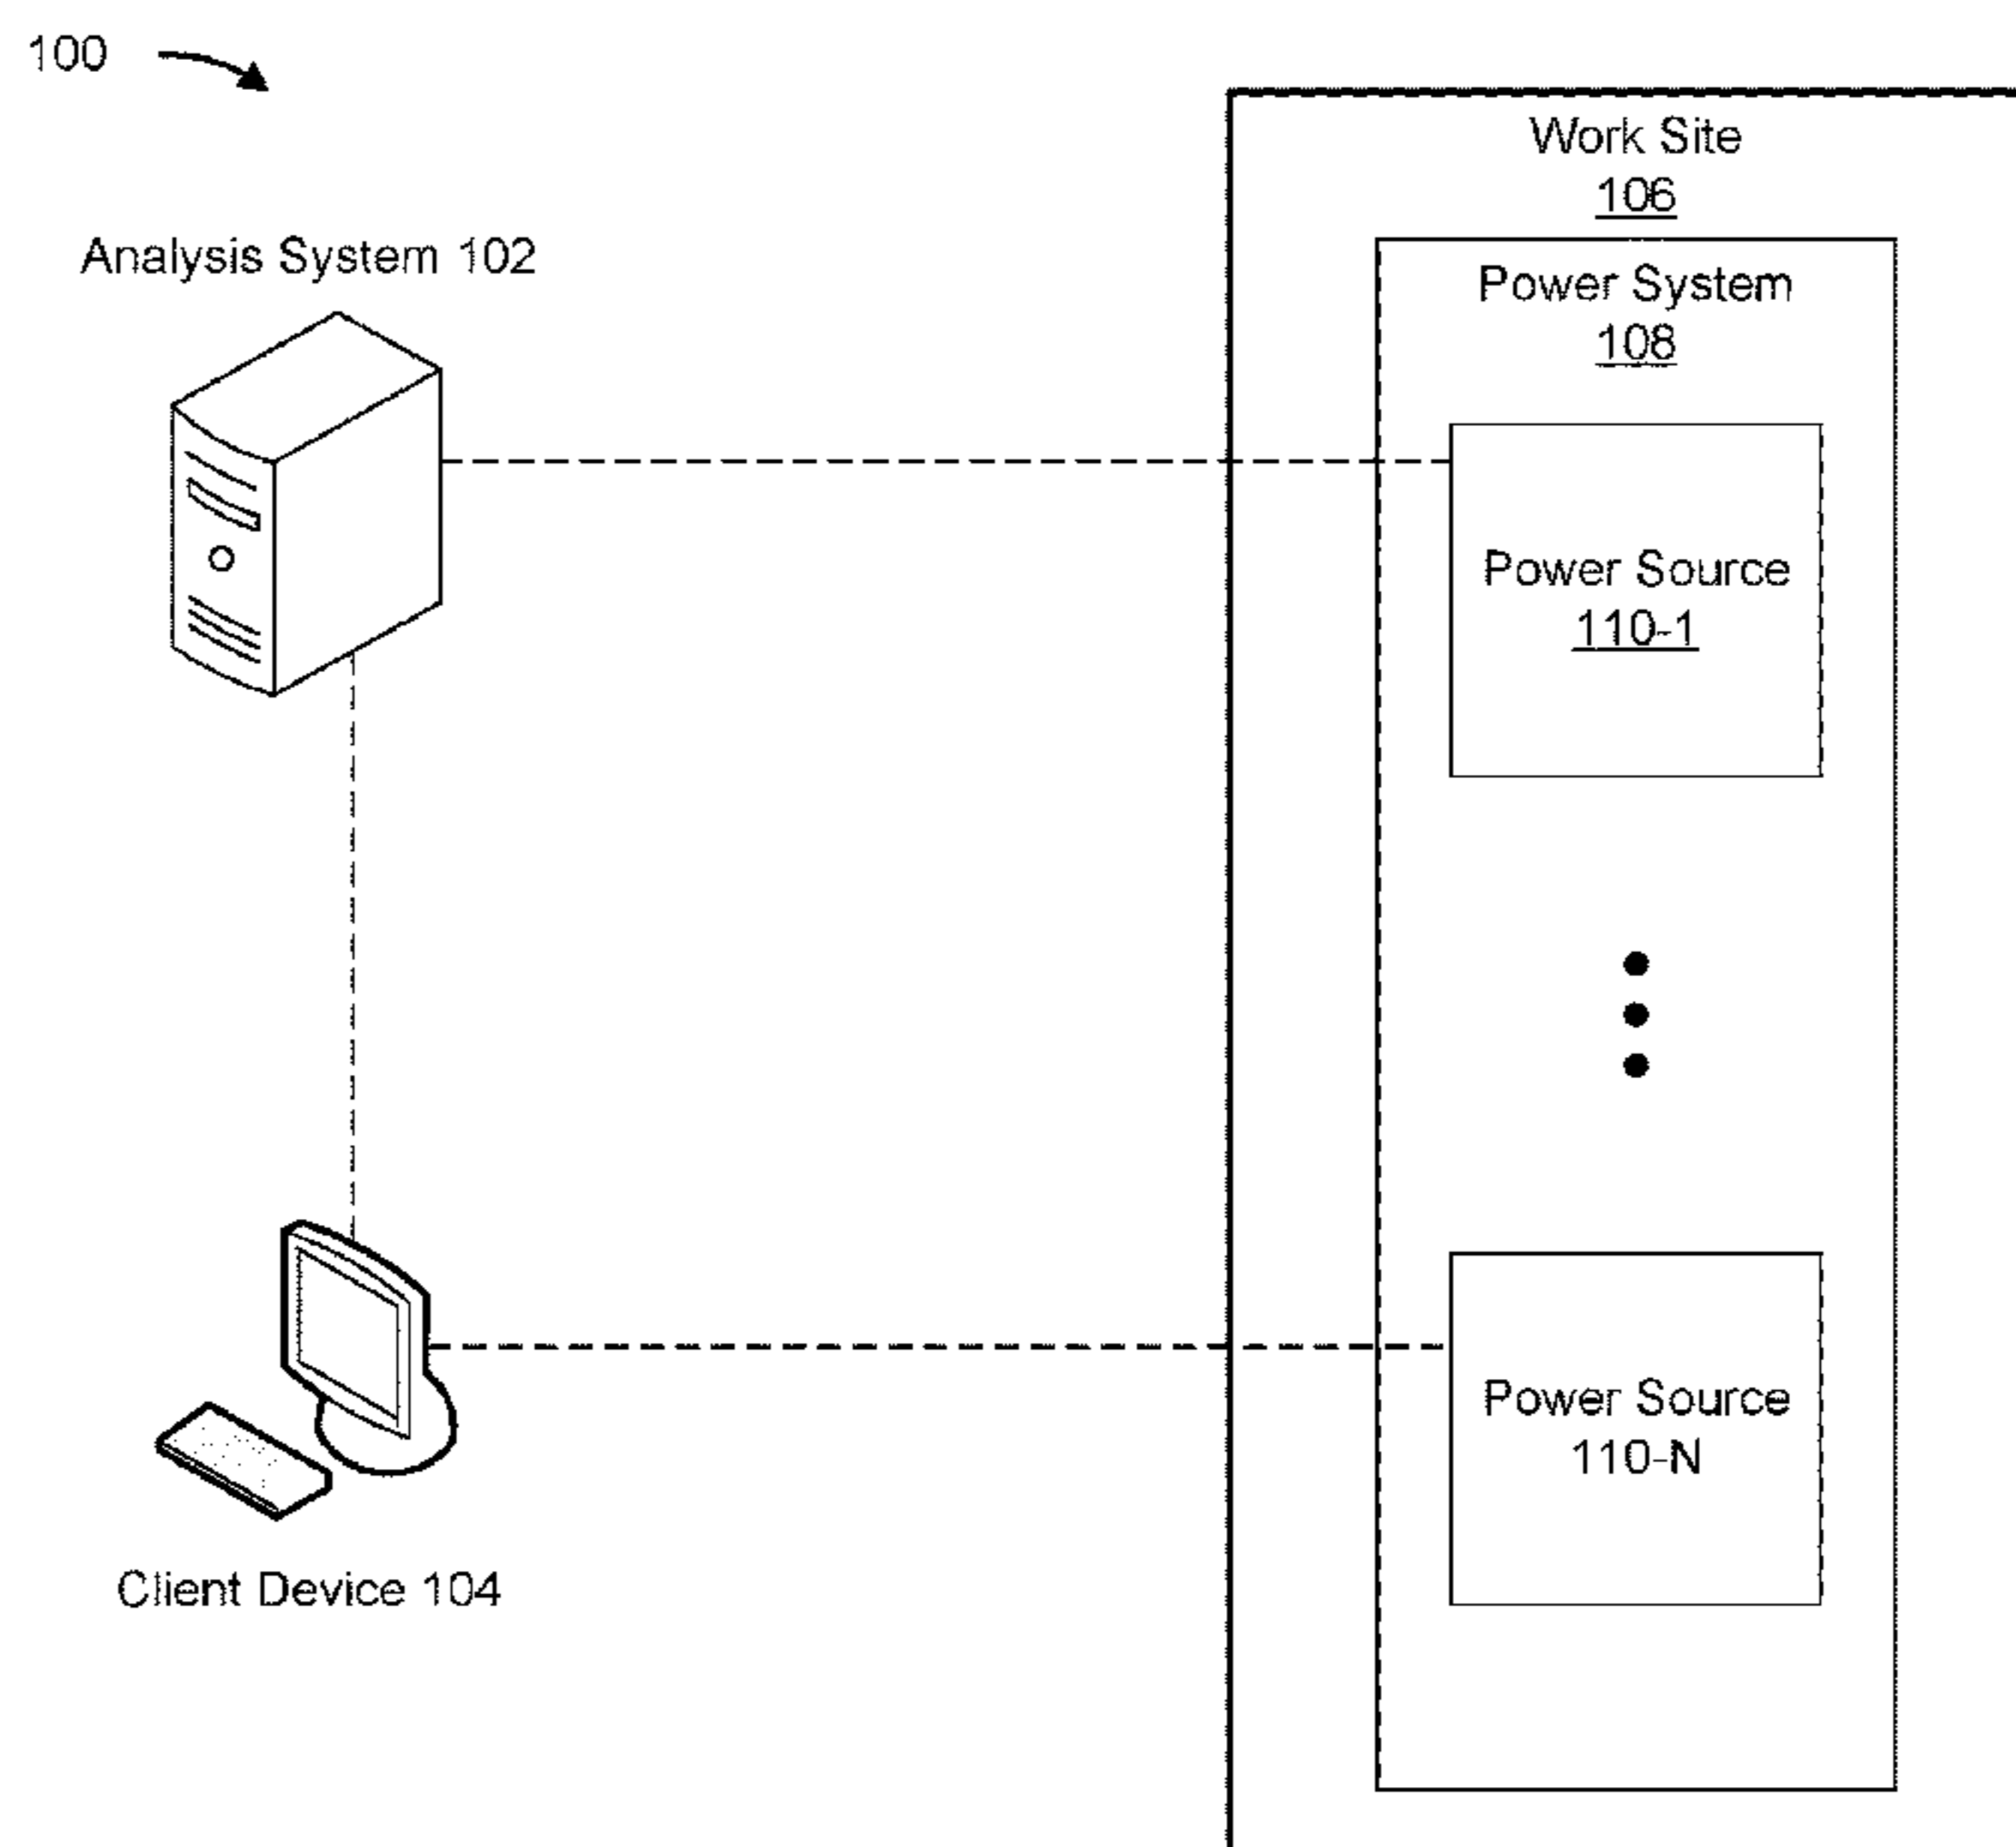 100
Work Site
106
Analysis System 102
Power System
108
Power Source
110-1
Power Source
110-N
Client Device 104